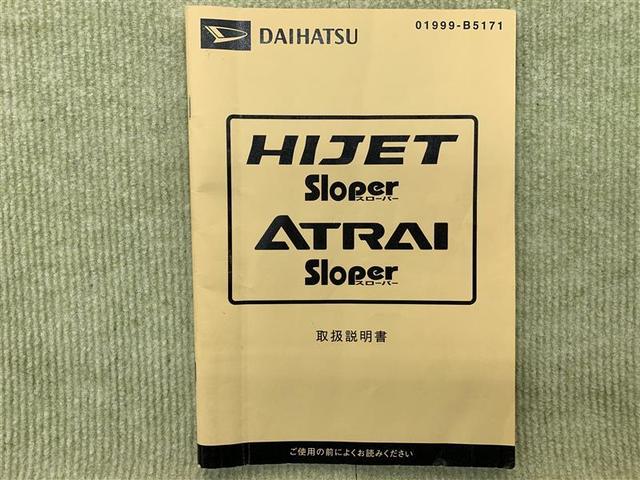 DAIHATSU
01999-B5171
HIJET
Sloper
スローパー
ATRAI
Sloper
スローパー
取扱説明書
ご使用の前によくお読みください